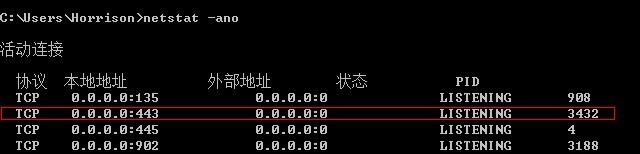 C:\Users\Horrison>netstat -ano
活动连接
协议 本地地址 外部地址 状态 PID
TCP 0.0.0.0:135 0.0.0.0:0 LISTENING 908
TCP 0.0.0.0:443 0.0.0.0:0 LISTENING 3432
TCP 0.0.0.0:445 0.0.0.0:0 LISTENING 4
TCP 0.0.0.0:902 0.0.0.0:0 LISTENING 3188